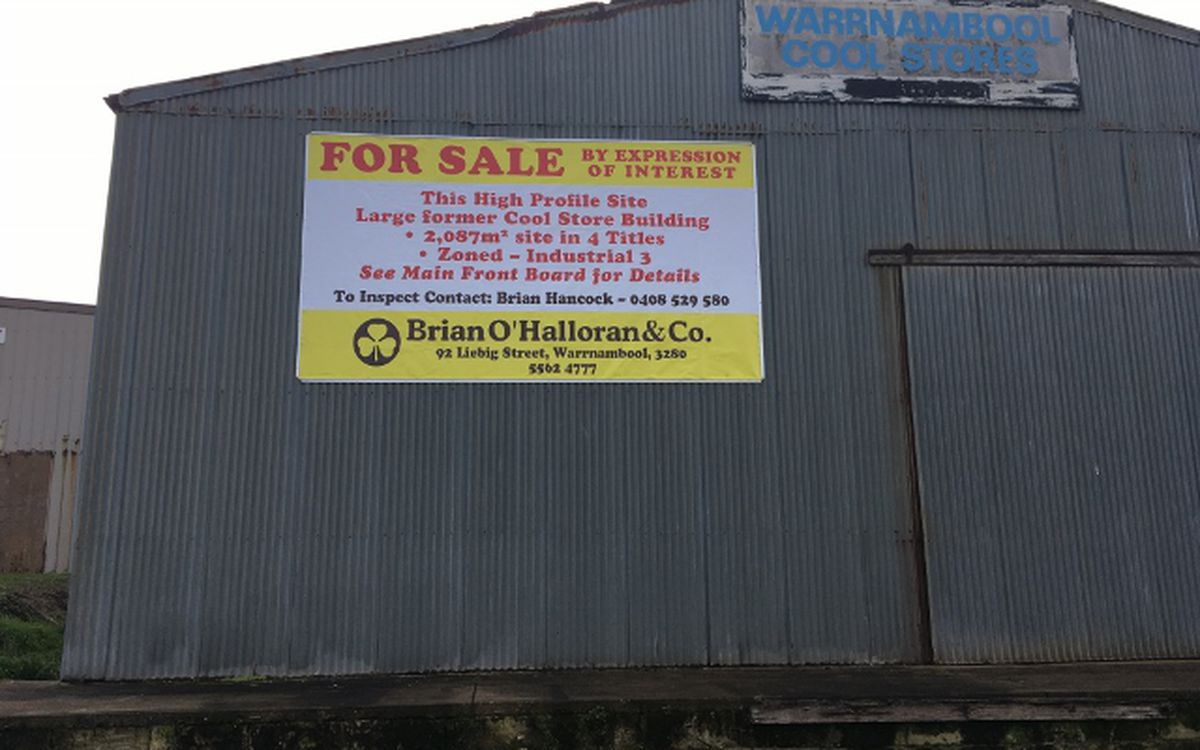 WARRNAMBOOL
COOL STORES
FOR SALE BY EXPRESSION
OF INTEREST
This High Profile Site
Large former Cool Store Building
• 2,087m² site in 4 Titles
• Zoned – Industrial 3
See Main Front Board for Details
To Inspect Contact: Brian Hancock – 0408 529 580
Brian O'Halloran & Co.
92 Liebig Street, Warrnambool, 3280
5562 4777